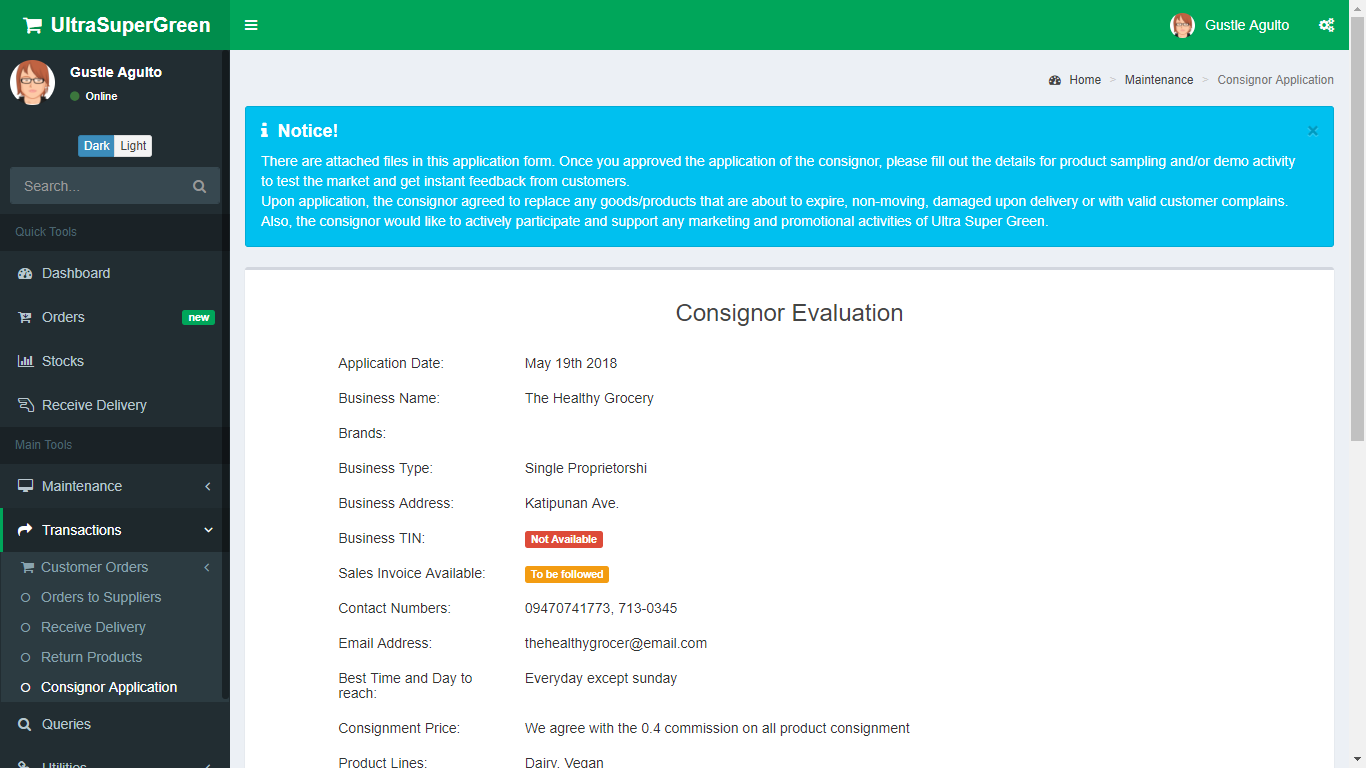 UltraSuperGreen
Gustle Agulto
Gustle Agulto
Online
Dark Light
Search...
Quick Tools
Dashboard
Orders new
Stocks
Receive Delivery
Main Tools
Maintenance
Transactions
Customer Orders
Orders to Suppliers
Receive Delivery
Return Products
Consignor Application
Queries
Utilities
Home > Maintenance > Consignor Application
Notice! ×
There are attached files in this application form. Once you approved the application of the consignor, please fill out the details for product sampling and/or demo activity
to test the market and get instant feedback from customers.
Upon application, the consignor agreed to replace any goods/products that are about to expire, non-moving, damaged upon delivery or with valid customer complains.
Also, the consignor would like to actively participate and support any marketing and promotional activities of Ultra Super Green.
Consignor Evaluation
Application Date: May 19th 2018
Business Name: The Healthy Grocery
Brands:
Business Type: Single Proprietorshi
Business Address: Katipunan Ave.
Business TIN: Not Available
Sales Invoice Available: To be followed
Contact Numbers: 09470741773, 713-0345
Email Address: thehealthygrocer@email.com
Best Time and Day to Everyday except sunday
reach:
Consignment Price: We agree with the 0.4 commission on all product consignment
Product Lines: Dairy, Vegan